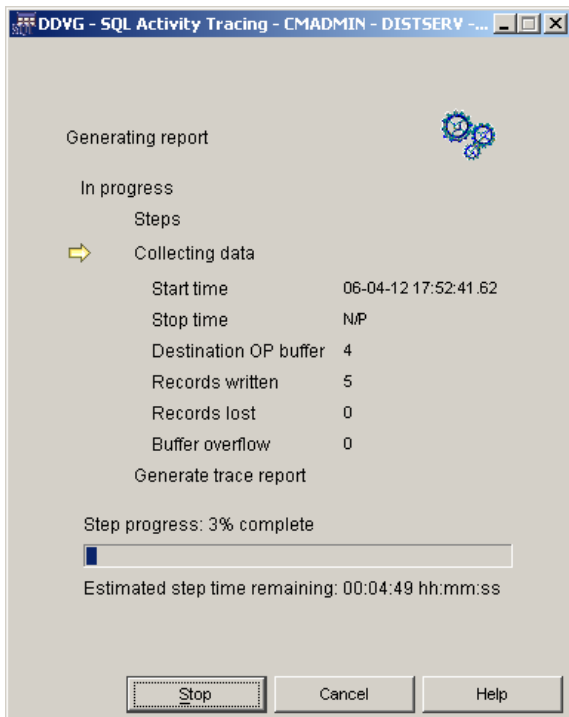 DDVG - SQL Activity Tracing - CMADMIN - DISTSERV -...
Generating report
In progress
Steps
Collecting data
Start time 06-04-12 17:52:41.62
Stop time N/P
Destination OP buffer 4
Records written 5
Records lost 0
Buffer overflow 0
Generate trace report
Step progress: 3% complete
Estimated step time remaining: 00:04:49 hh:mm:ss
Stop Cancel Help